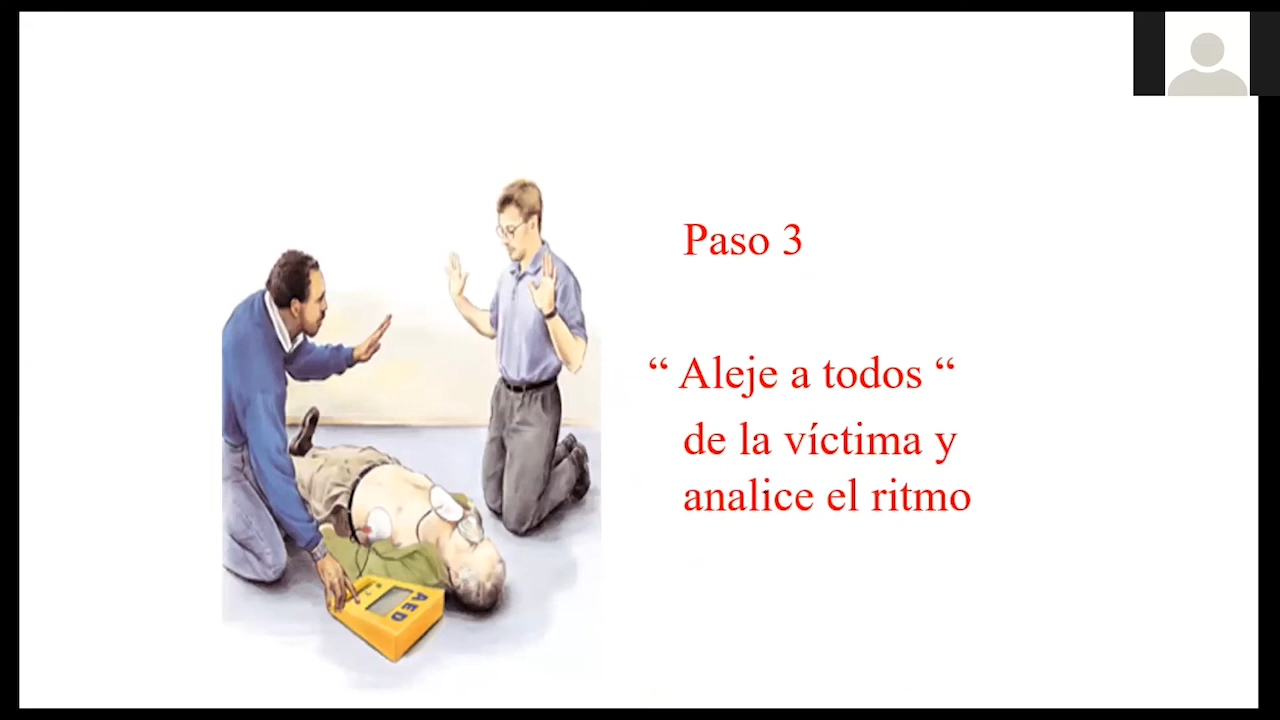 Paso 3
“ Aleje a todos “
de la víctima y
analice el ritmo
AED